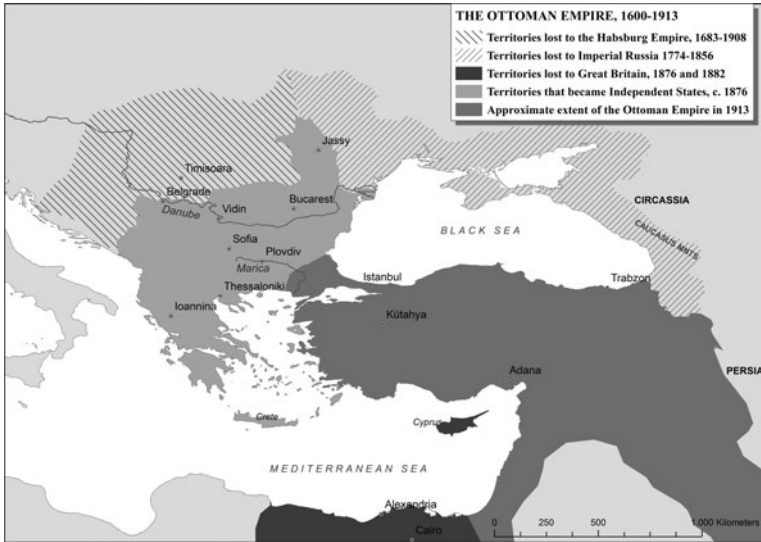 THE OTTOMAN EMPIRE, 1600-1913
Territories lost to the Habsburg Empire, 1683-1908
Territories lost to Imperial Russia 1774-1856
Territories lost to Great Britain, 1876 and 1882
Territories that became Independent States, c. 1876
Approximate extent of the Ottoman Empire in 1913
Jassy
Timisoara
Belgrade
Danube
Vidin
Bucarest
CIRCASSIA
CAUCASUS MNTS
BLACK SEA
Sofia
Plovdiv
Marica
Istanbul
Trabzon
Thessaloniki
Ioannina
Kütahya
Adana
PERSIA
Crete
Cyprus
MEDITERRANEAN SEA
Alexandria
Cairo
0 250 500 1,000 Kilometers